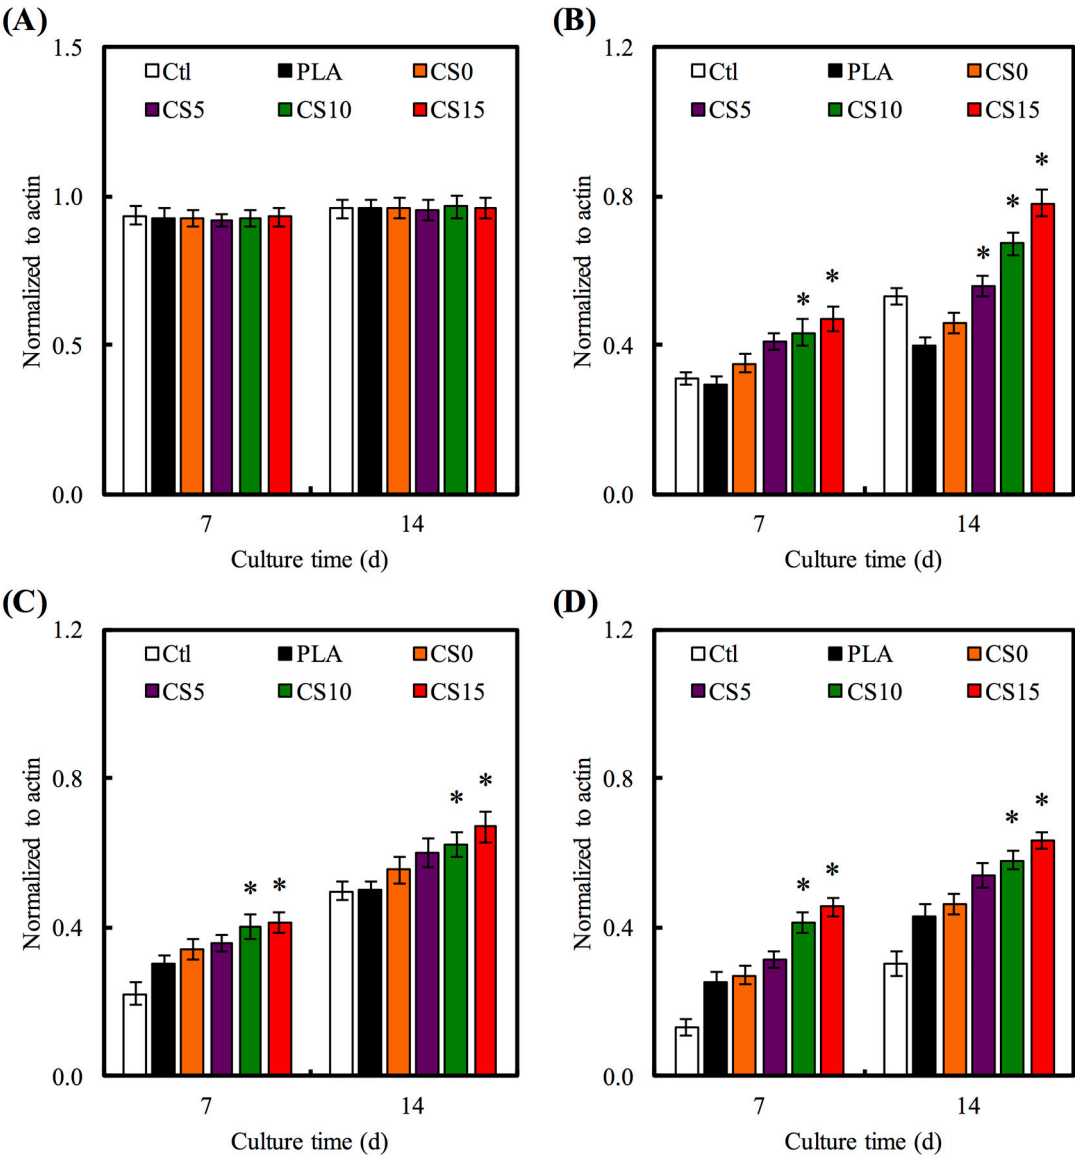 (A)
1.5
Ctl PLA CS0
CS5 CS10 CS15
1.0
0.5
0.0
Normalized to actin
7 14
Culture time (d)
(B)
1.2
Ctl PLA CS0
CS5 CS10 CS15
*
*
0.8
*
*
*
0.4
0.0
Normalized to actin
7 14
Culture time (d)
(C)
1.2
Ctl PLA CS0
CS5 CS10 CS15
0.8
*
*
* *
0.4
0.0
Normalized to actin
7 14
Culture time (d)
(D)
1.2
Ctl PLA CS0
CS5 CS10 CS15
0.8
*
*
*
*
0.4
0.0
Normalized to actin
7 14
Culture time (d)